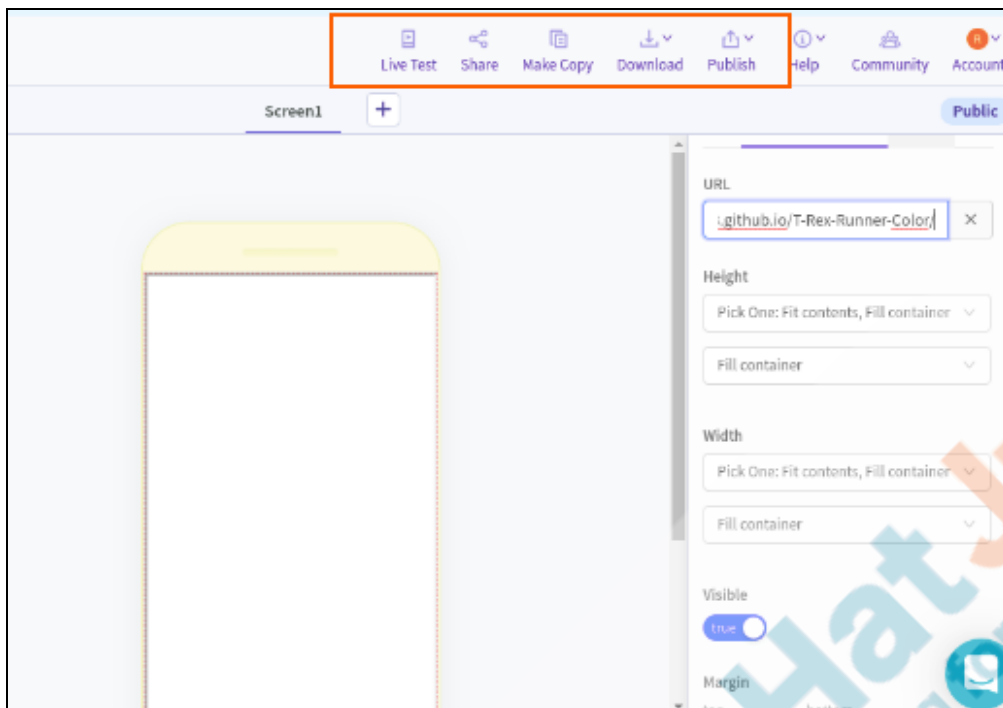 Live Test Share Make Copy Download Publish Help Community Account
Screen1 + Public
URL
.github.io/T-Rex-Runner-Color/
Height
Pick One: Fit contents, Fill container
Fill container
Width
Pick One: Fit contents, Fill container
Fill container
Visible
true
Margin
Hat